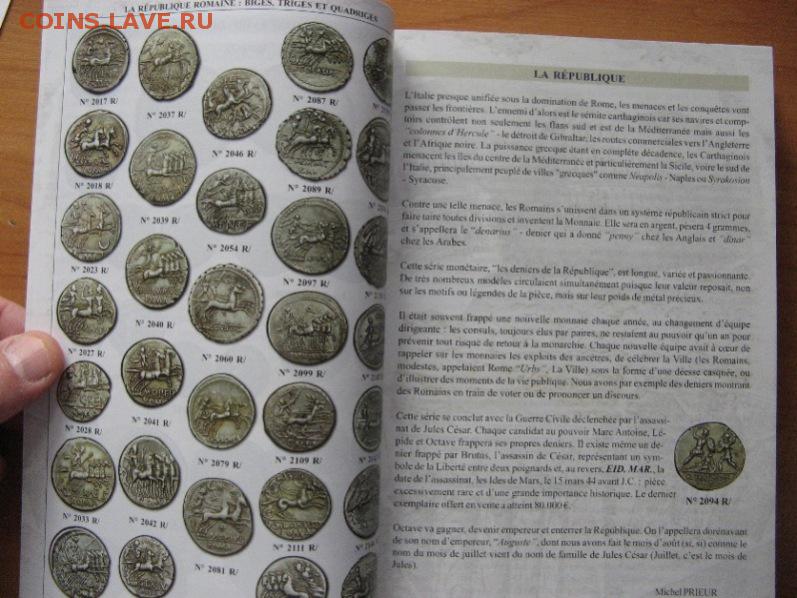 COINS.LAVE.RU
LA RÉPUBLIQUE ROMAINE : BIGES, TRIGES ET QUADRIGES
N° 2017 R/
N° 2037 R/
N° 2087 R/
N° 2046 R/
N° 2018 R/
N° 2089 R/
N° 2039 R/
N° 2054 R/
N° 2023 R/
N° 2097 R/
N° 2040 R/
N° 2060 R/
N° 2027 R/
N° 2099 R/
N° 2041 R/
N° 2028 R/
N° 2079 R/
N° 2109 R/
N° 2033 R/
N° 2042 R/
N° 2111 R/
N° 2081 R/
LA RÉPUBLIQUE
L'Italie presque unifiée sous la domination de Rome, les menaces et les conquêtes vont
passer les frontières. L'ennemi d'alors est le sémite carthaginois car ses navires et comp-
toirs contrôlent non seulement les flans sud et est de la Méditerranée mais aussi les
"colonnes d'Hercule" - le détroit de Gibraltar, les routes commerciales vers l'Angleterre
et l'Afrique noire. La puissance grecque étant en complète décadence, les Carthaginois
menacent les îles du centre de la Méditerranée et particulièrement la Sicile, voire le sud de
l'Italie, principalement peuplé de villes "grecques" comme Neapolis - Naples ou Syrakosion
- Syracuse.
Contre une telle menace, les Romains s'unissent dans un système républicain strict pour
faire taire toutes divisions et inventent la Monnaie. Elle sera en argent, pèsera 4 grammes,
et s'appellera le "denarius" - denier qui a donné "penny" chez les Anglais et "dinar"
chez les Arabes.
Cette série monétaire, "les deniers de la République", est longue, variée et passionnante.
De très nombreux modèles circulaient simultanément puisque leur valeur reposait, non
sur les motifs ou légendes de la pièce, mais sur leur poids de métal précieux.
Il était souvent frappé une nouvelle monnaie chaque année, au changement d'équipe
dirigeante : les consuls, toujours élus par paires, ne restaient au pouvoir qu'un an pour
prévenir tout risque de retour à la monarchie. Chaque nouvelle équipe avait à cœur de
rappeler sur les monnaies les exploits des ancêtres, de célébrer la Ville (les Romains,
modestes, appelaient Rome "Urbs", La Ville) sous la forme d'une déesse casquée, ou
d'illustrer des moments de la vie publique. Nous avons par exemple des deniers montrant
des Romains en train de voter ou de prononcer un discours.
Cette série se conclut avec la Guerre Civile déclenchée par l'assassi-
nat de Jules César. Chaque candidat au pouvoir Marc Antoine, Lé-
pide et Octave frappera ses propres deniers. Il existe même un de-
nier frappé par Brutus, l'assassin de César, représentant un sym-
bole de la Liberté entre deux poignards et, au revers, EID. MAR., la
date de l'assassinat, les Ides de Mars, le 15 mars 44 avant J.C. : pièce
excessivement rare et d'une grande importance historique. Le dernier
exemplaire offert en vente a atteint 80.000 €.
N° 2094 R/
Octave va gagner, devenir empereur et enterrer la République. On l'appellera dorénavant
de son nom d'empereur, "Auguste", dont nous avons fait le mois d'août (si, si) comme le
nom du mois de juillet vient du nom de famille de Jules César (Juillet, c'est le mois de
Jules).
Michel PRIEUR